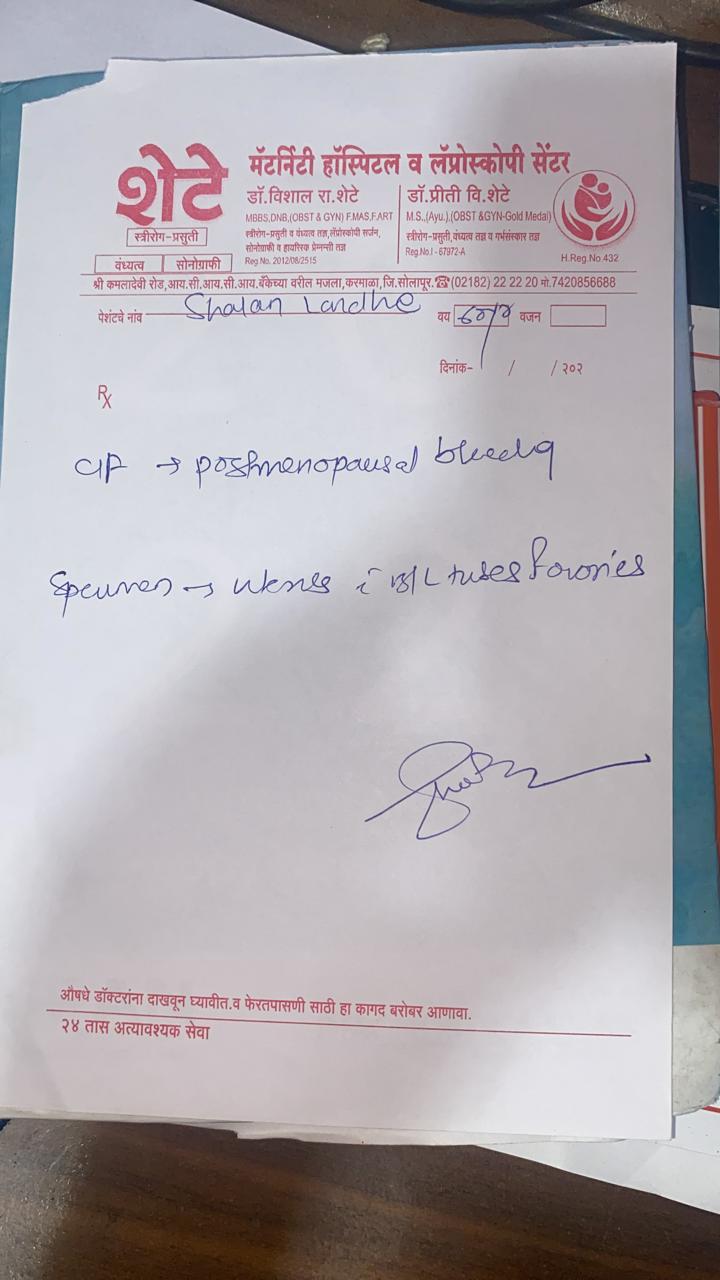 शेटे
मॅटर्निटी हॉस्पिटल व लॅप्रोस्कोपी सेंटर
स्त्रीरोग-प्रसुती
वंध्यत्व सोनोग्राफी
डॉ.विशाल रा.शेटे
MBBS,DNB,(OBST & GYN) F.MAS,F.ART
स्त्रीरोग-प्रसुती व वंध्यत्व तज्ञ,लॅप्रोस्कोपी सर्जन,
सोनोग्राफी व हायरिस्क प्रेग्नन्सी तज्ञ
Reg No. 2012/08/2515
डॉ.प्रीती वि.शेटे
M.S.,(Ayu.),(OBST &GYN-Gold Medal)
स्त्रीरोग-प्रसुती,वंध्यत्व तज्ञ व गर्भसंस्कार तज्ञ
Reg.No.I - 67972-A
H.Reg.No.432
श्री कमलादेवी रोड,आय.सी.आय.सी.आय.बँकेच्या वरील मजला,करमाळा,जि.सोलापूर.☎(02182) 22 22 20 मो.7420856688
पेशंटचे नांव Shalan Landhe वय वजन
दिनांक- / / २०२
Rx
→ postmenopausal bleeding
Specimen → uterus c̄ B/L tubes & ovaries
औषधे डॉक्टरांना दाखवून घ्यावीत.व फेरतपासणी साठी हा कागद बरोबर आणावा.
२४ तास अत्यावश्यक सेवा